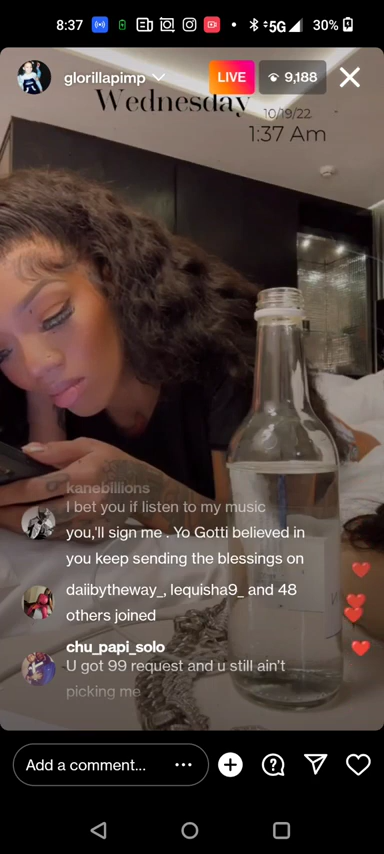 8:37
5G
30%
glorillapimp
LIVE
9,188
Wednesday
10/19/22
1:37 Am
kanebillions
I bet you if listen to my music
you,'ll sign me . Yo Gotti believed in
you keep sending the blessings on
daiibytheway_, lequisha9_ and 48
others joined
chu_papi_solo
U got 99 request and u still ain't
picking me
Add a comment...